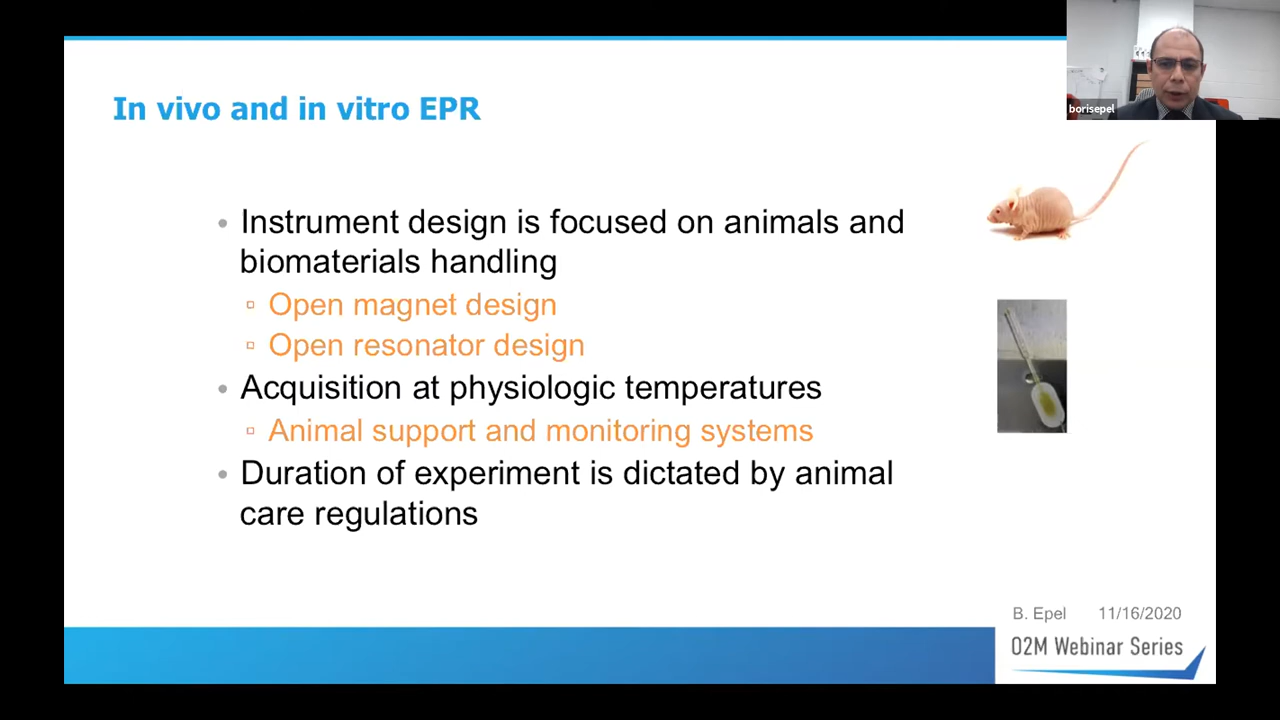 borisepel
In vivo and in vitro EPR
• Instrument design is focused on animals and
biomaterials handling
▫ Open magnet design
▫ Open resonator design
• Acquisition at physiologic temperatures
▫ Animal support and monitoring systems
• Duration of experiment is dictated by animal
care regulations
B. Epel 11/16/2020
O2M Webinar Series